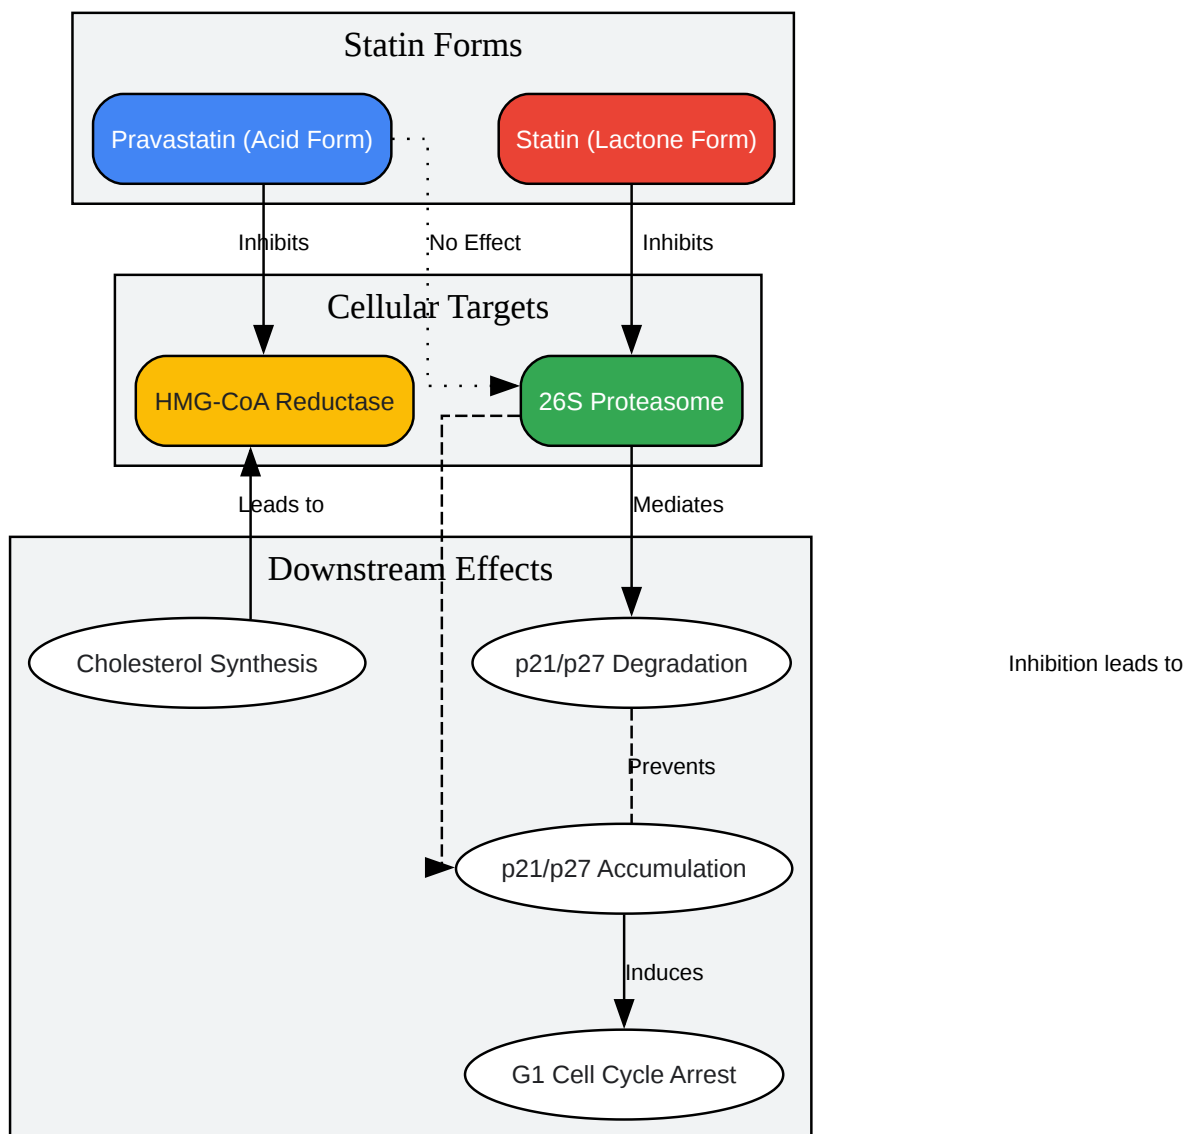 Statin Forms
Pravastatin (Acid Form)
Statin (Lactone Form)
Inhibits
No Effect
Inhibits
Cellular Targets
HMG-CoA Reductase
26S Proteasome
Leads to
Mediates
Downstream Effects
Cholesterol Synthesis
p21/p27 Degradation
Inhibition leads to
Prevents
p21/p27 Accumulation
Induces
G1 Cell Cycle Arrest